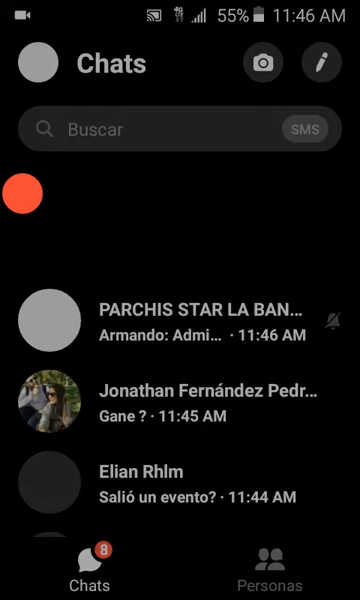 4G 55% 11:46 AM
Chats
Buscar SMS
PARCHIS STAR LA BAN...
Armando: Admi... · 11:46 AM
Jonathan Fernández Pedr...
Gane ? · 11:45 AM
Elian Rhlm
Salió un evento? · 11:44 AM
8
Chats Personas